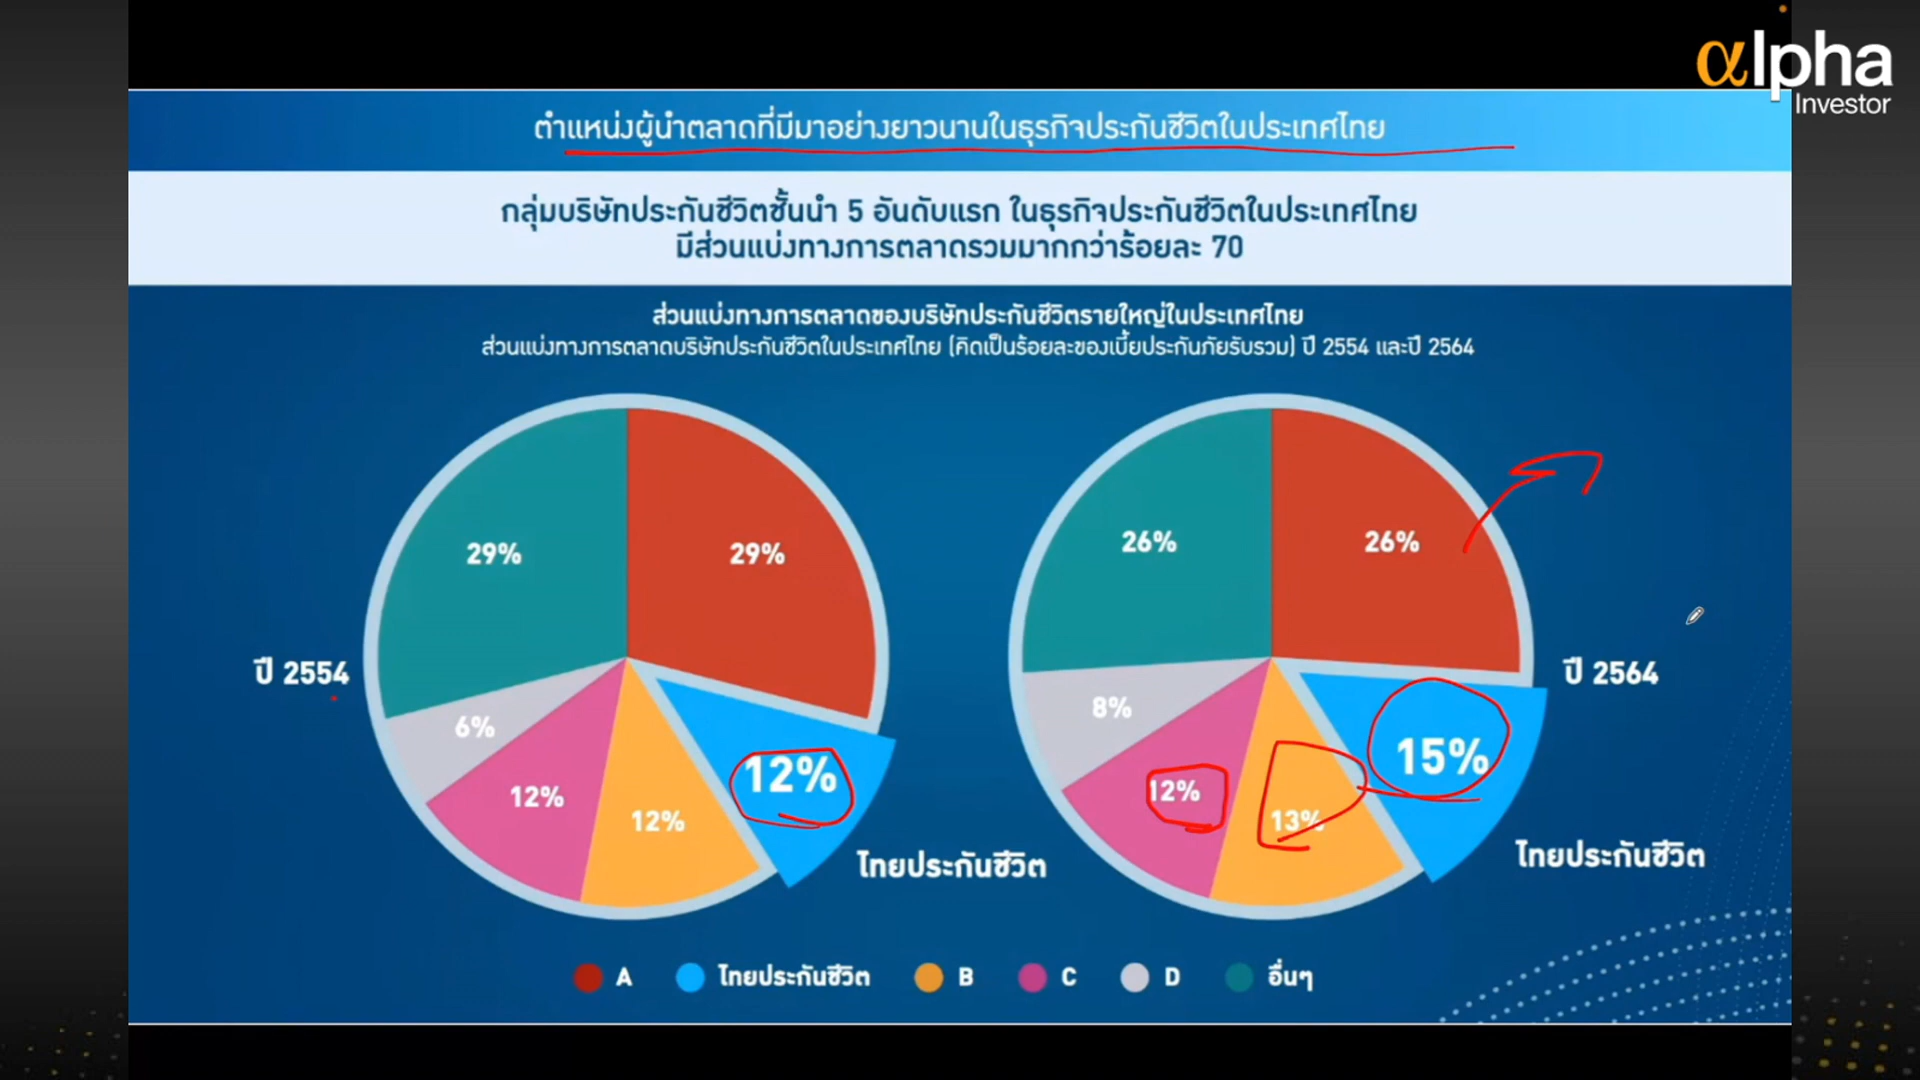 αlpha
Investor
ตำแหน่งผู้นำตลาดที่มีมาอย่างยาวนานในธุรกิจประกันชีวิตในประเทศไทย
กลุ่มบริษัทประกันชีวิตชั้นนำ 5 อันดับแรก ในธุรกิจประกันชีวิตในประเทศไทย
มีส่วนแบ่งทางการตลาดรวมมากกว่าร้อยละ 70
ส่วนแบ่งทางการตลาดของบริษัทประกันชีวิตรายใหญ่ในประเทศไทย
ส่วนแบ่งทางการตลาดบริษัทประกันชีวิตในประเทศไทย (คิดเป็นร้อยละของเบี้ยประกันภัยรับรวม) ปี 2554 และปี 2564
ปี 2554
29%
29%
6%
12%
12%
12%
ไทยประกันชีวิต
26%
26%
8%
12%
13%
15%
ปี 2564
ไทยประกันชีวิต
A ไทยประกันชีวิต B C D อื่นๆ